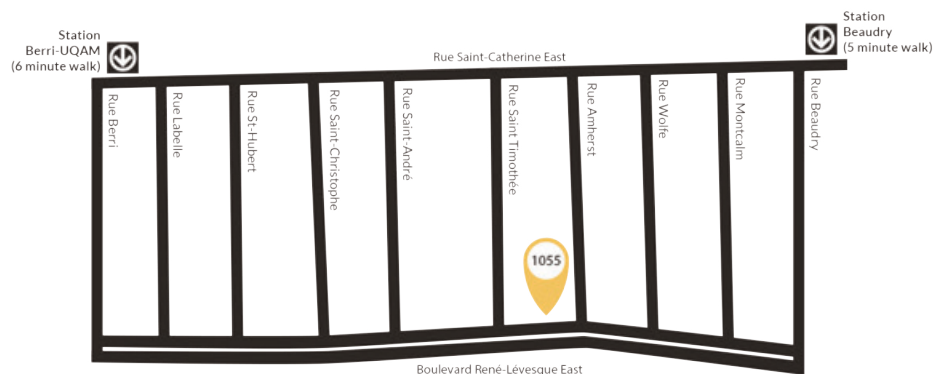 Station
Berri-UQAM
(6 minute walk)
Station
Beaudry
(5 minute walk)
Rue Saint-Catherine East
Rue Berri
Rue Labelle
Rue St-Hubert
Rue Saint-Christophe
Rue Saint-André
Rue Saint Timothée
Rue Amherst
Rue Wolfe
Rue Montcalm
Rue Beaudry
1055
Boulevard René-Lévesque East